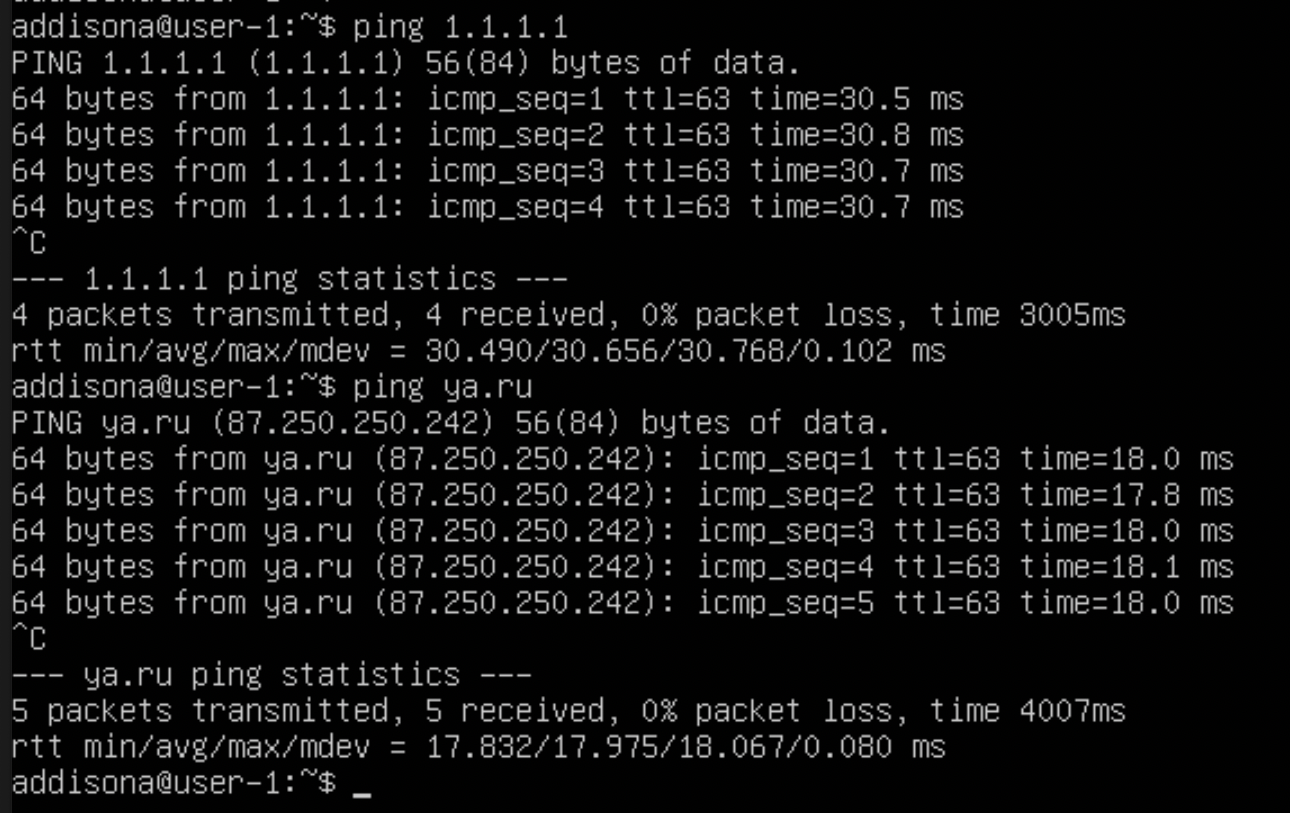 addisona@user-1:~$ ping 1.1.1.1
PING 1.1.1.1 (1.1.1.1) 56(84) bytes of data.
64 bytes from 1.1.1.1: icmp_seq=1 ttl=63 time=30.5 ms
64 bytes from 1.1.1.1: icmp_seq=2 ttl=63 time=30.8 ms
64 bytes from 1.1.1.1: icmp_seq=3 ttl=63 time=30.7 ms
64 bytes from 1.1.1.1: icmp_seq=4 ttl=63 time=30.7 ms
^C
--- 1.1.1.1 ping statistics ---
4 packets transmitted, 4 received, 0% packet loss, time 3005ms
rtt min/avg/max/mdev = 30.490/30.656/30.768/0.102 ms
addisona@user-1:~$ ping ya.ru
PING ya.ru (87.250.250.242) 56(84) bytes of data.
64 bytes from ya.ru (87.250.250.242): icmp_seq=1 ttl=63 time=18.0 ms
64 bytes from ya.ru (87.250.250.242): icmp_seq=2 ttl=63 time=17.8 ms
64 bytes from ya.ru (87.250.250.242): icmp_seq=3 ttl=63 time=18.0 ms
64 bytes from ya.ru (87.250.250.242): icmp_seq=4 ttl=63 time=18.1 ms
64 bytes from ya.ru (87.250.250.242): icmp_seq=5 ttl=63 time=18.0 ms
^C
--- ya.ru ping statistics ---
5 packets transmitted, 5 received, 0% packet loss, time 4007ms
rtt min/avg/max/mdev = 17.832/17.975/18.067/0.080 ms
addisona@user-1:~$ _